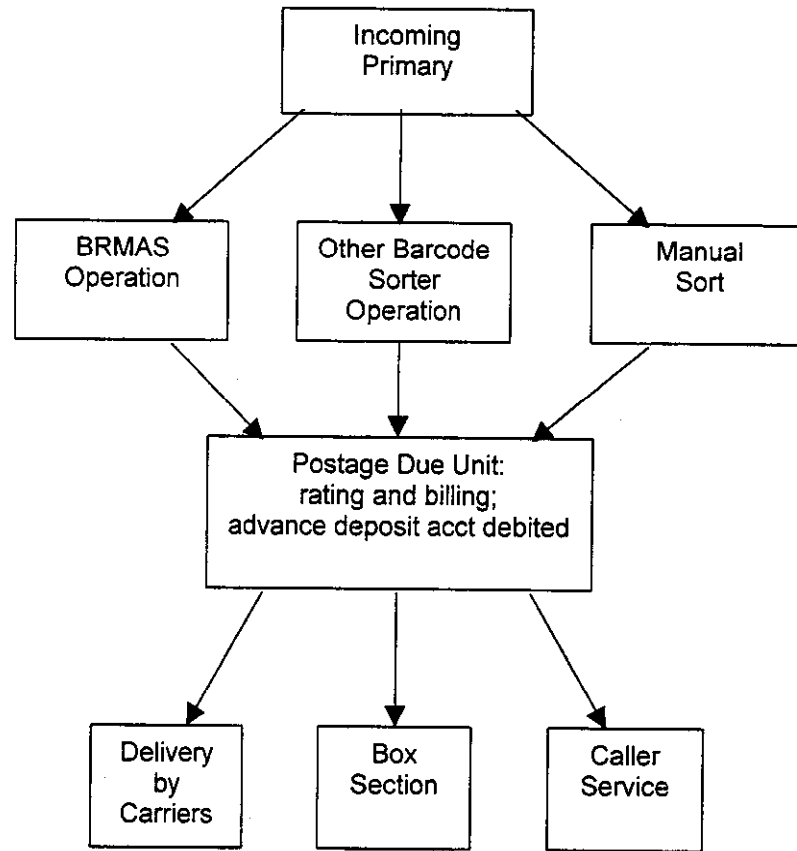 Incoming
Primary
BRMAS
Operation
Other Barcode
Sorter
Operation
Manual
Sort
Postage Due Unit:
rating and billing;
advance deposit acct debited
Delivery
by
Carriers
Box
Section
Caller
Service